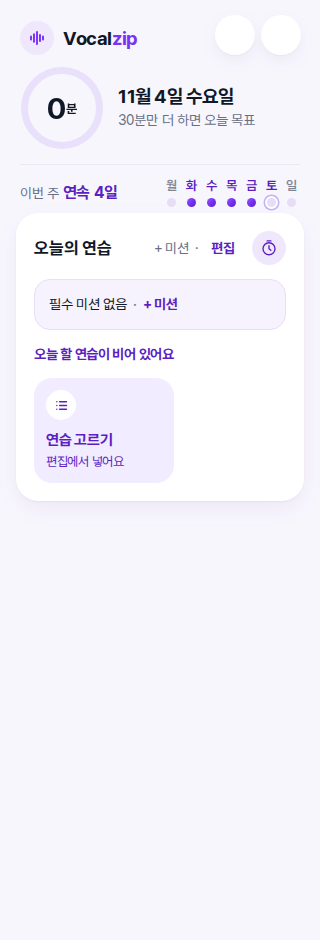 Vocalzip
0분
11월 4일 수요일
30분만 더 하면 오늘 목표
이번 주 연속 4일
월 화 수 목 금 토 일
오늘의 연습
+ 미션 · 편집
필수 미션 없음 · + 미션
오늘 할 연습이 비어 있어요
연습 고르기
편집에서 넣어요